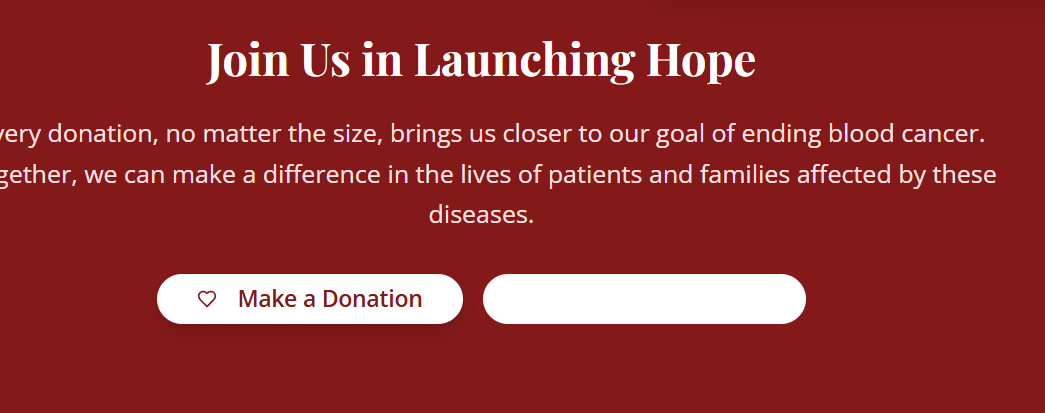 Join Us in Launching Hope
very donation, no matter the size, brings us closer to our goal of ending blood cancer.
gether, we can make a difference in the lives of patients and families affected by these
diseases.
Make a Donation